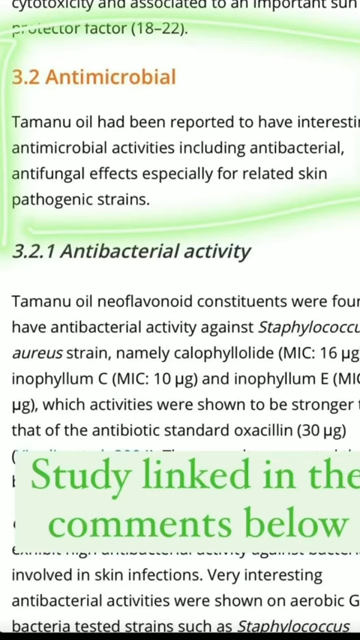 cytotoxicity and associated to an important sun
protector factor (18–22).
3.2 Antimicrobial
Tamanu oil had been reported to have
antimicrobial activities including antibacterial,
antifungal effects especially for related skin
pathogenic strains.
3.2.1 Antibacterial activity
Tamanu oil neoflavonoid constituents were
have antibacterial activity against
aureus strain, namely calophyllolide (MIC: 16 µg
inophyllum C (MIC: 10 µg) and inophyllum E
µg), which activities were shown to be stronger
that of the antibiotic standard oxacillin (30 µg)
Study linked in the
comments below
exhibit high antibacterial activity against
involved in skin infections. Very interesting
antibacterial activities were shown on aerobic G
bacteria tested strains such as Staphylococcus